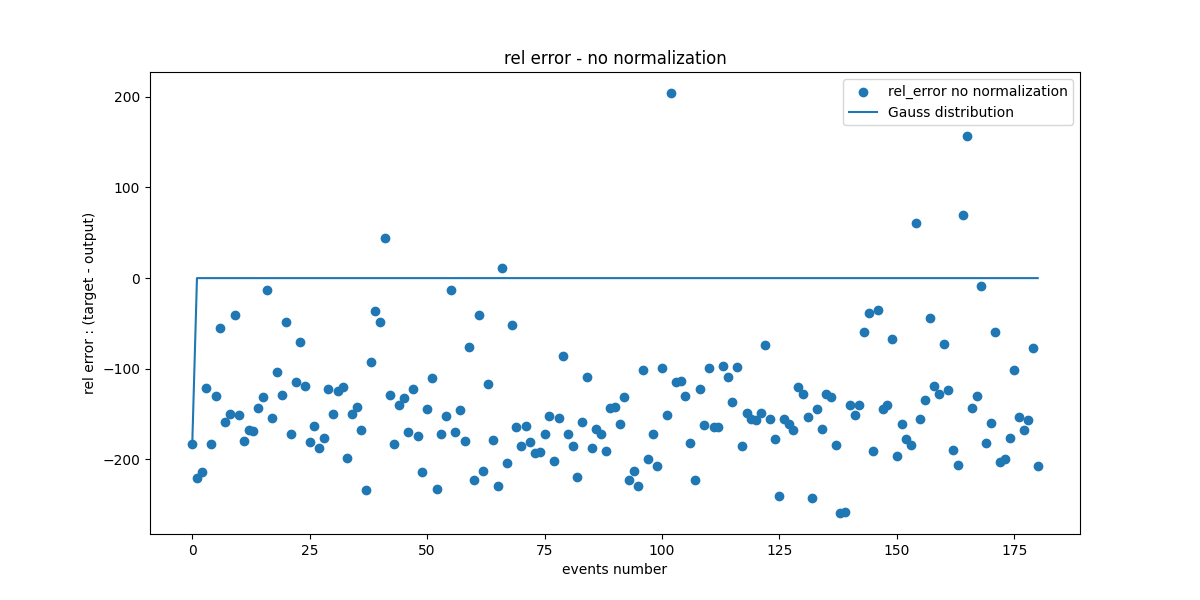 rel error - no normalization
rel_error no normalization
Gauss distribution
200
100
0
−100
−200
rel error : (target - output)
0 25 50 75 100 125 150 175
events number